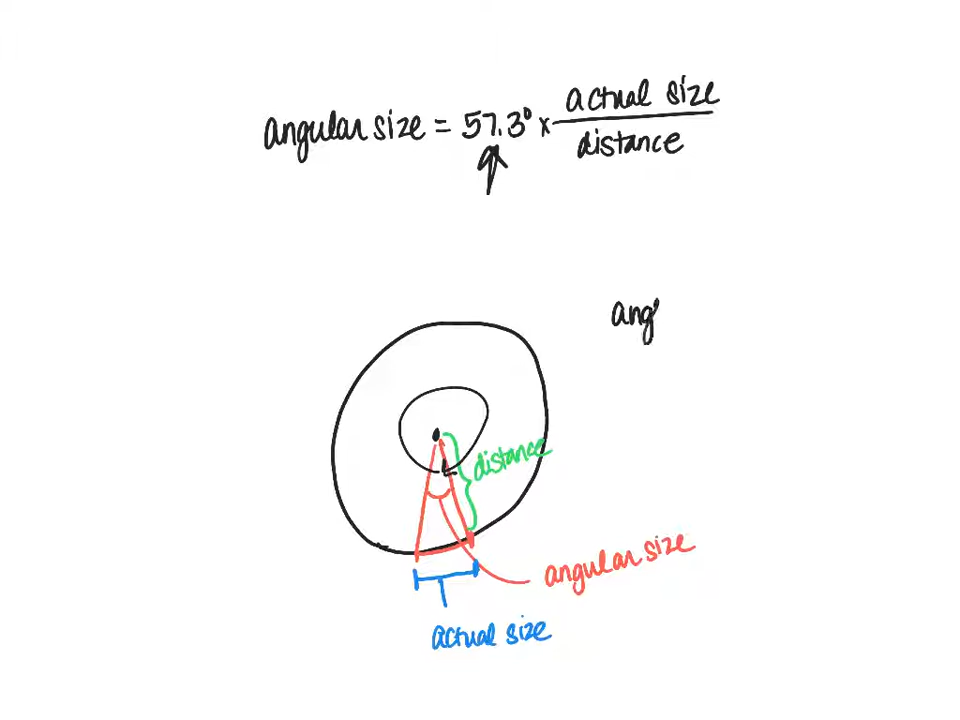 angular size = 57.3° × actual size / distance
ang
distance
angular size
actual size